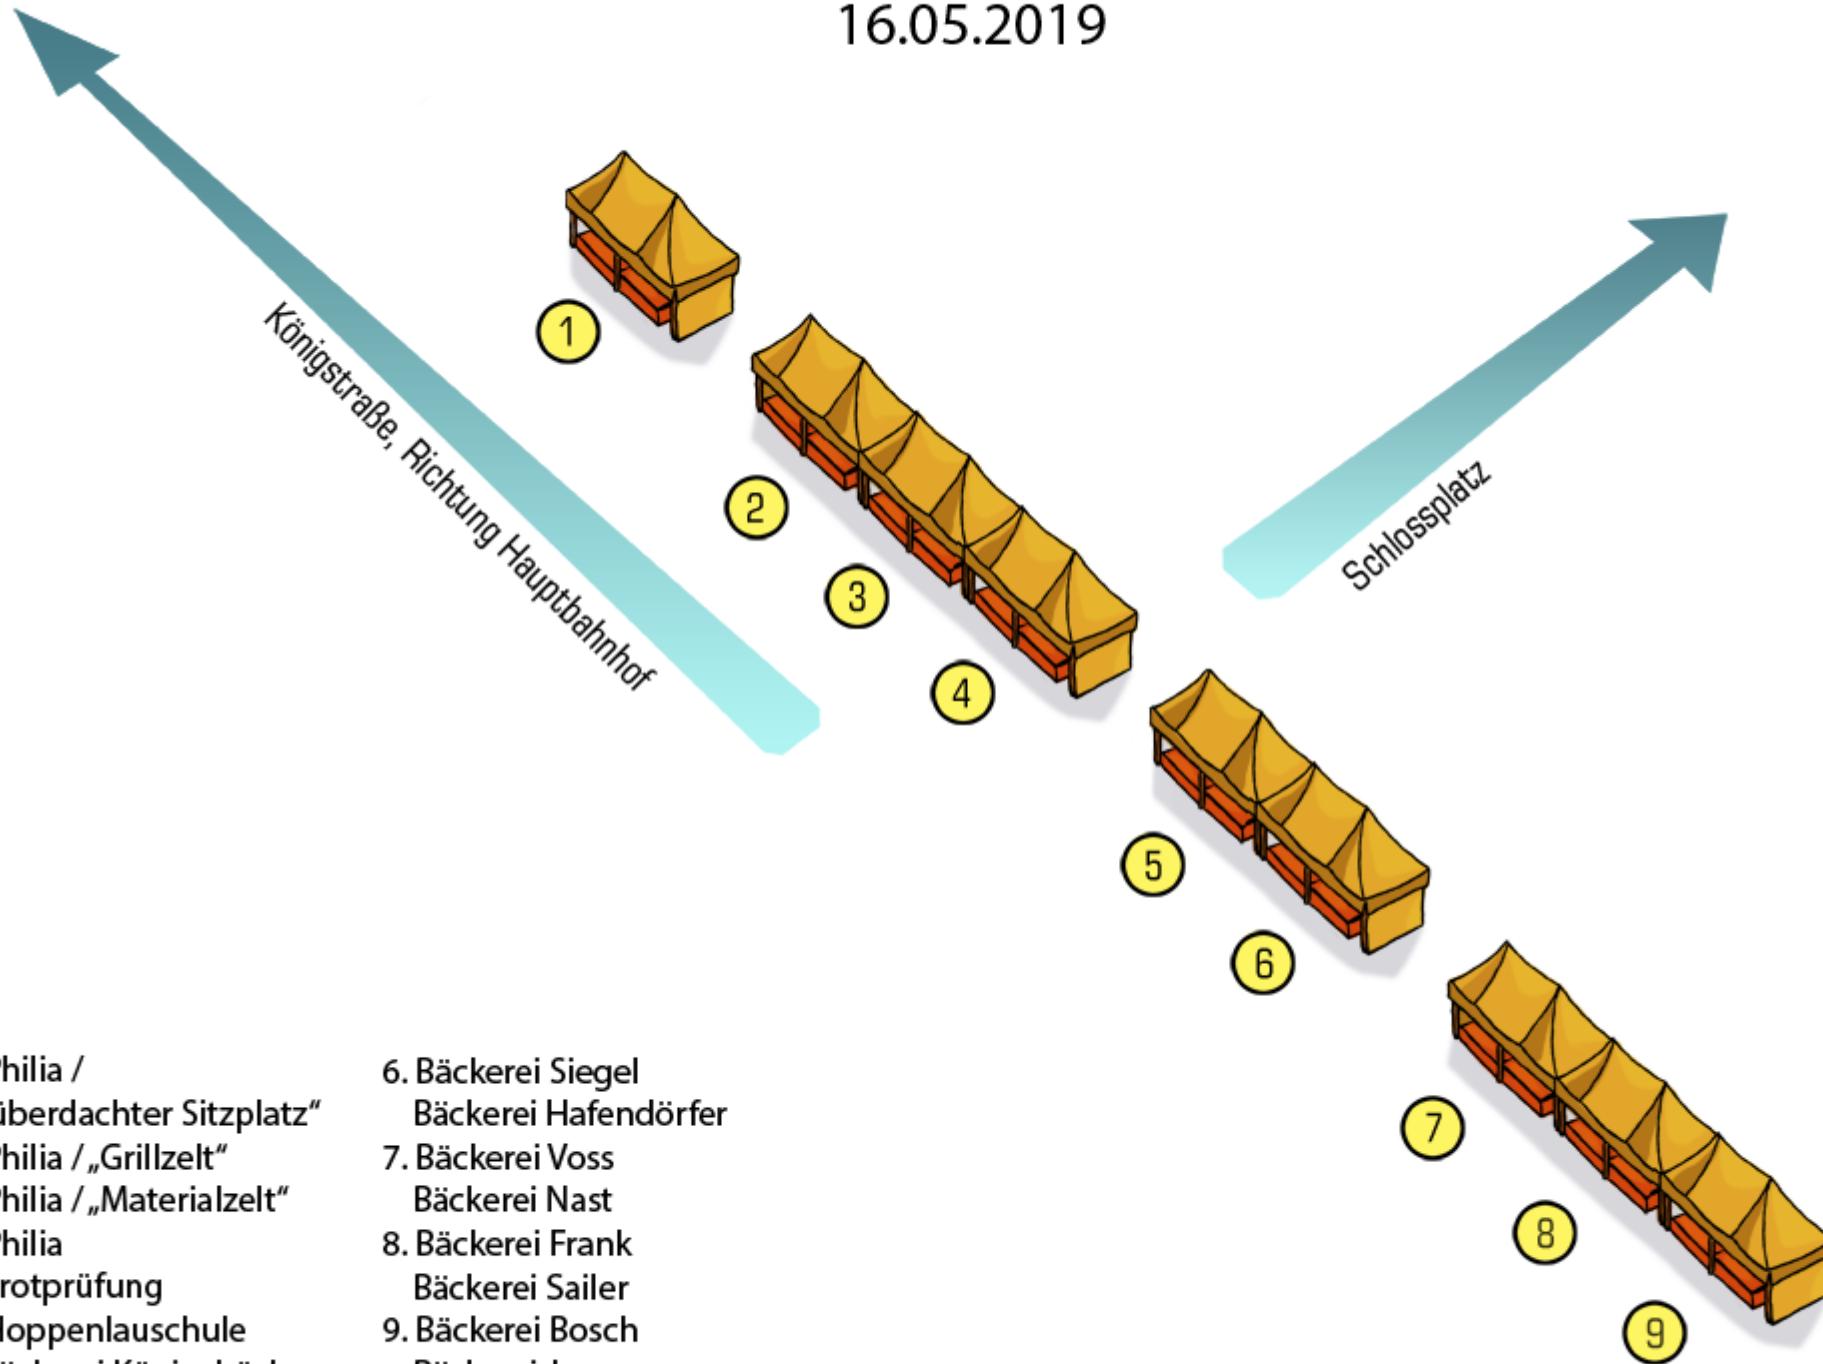 16.05.2019
Königstraße, Richtung Hauptbahnhof
Schlossplatz
1
2
3
4
5
6
7
8
9
hilia /
überdachter Sitzplatz“
hilia / „Grillzelt“
hilia / „Materialzelt“
hilia
rotprüfung
oppenlauschule
6. Bäckerei Siegel
Bäckerei Hafendörfer
7. Bäckerei Voss
Bäckerei Nast
8. Bäckerei Frank
Bäckerei Sailer
9. Bäckerei Bosch